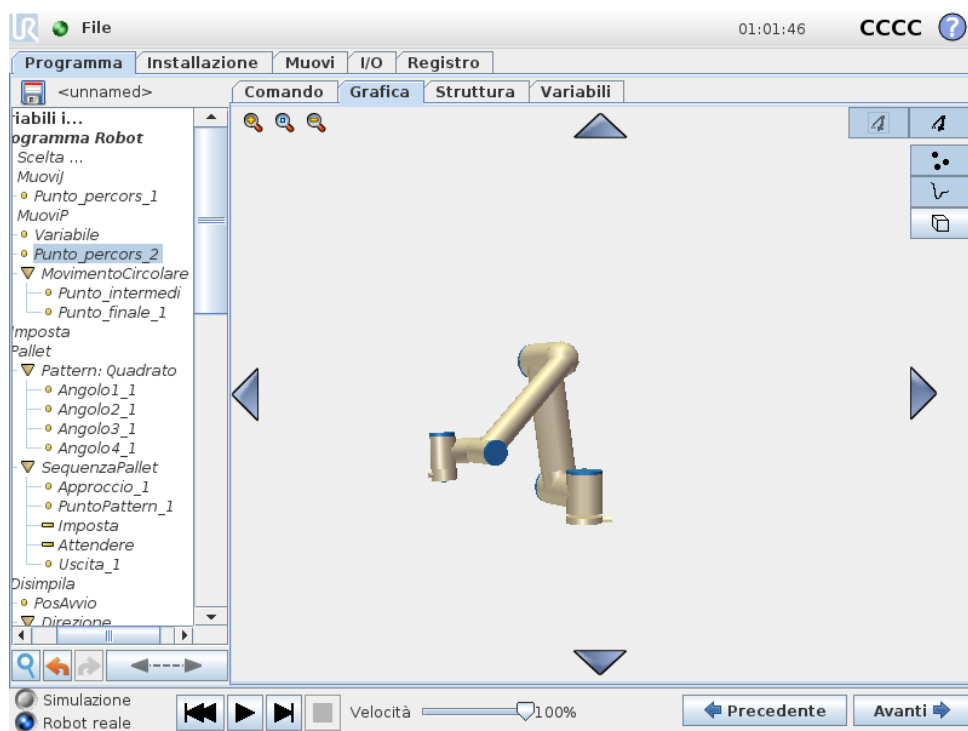 UR File 01:01:46 CCCC ?
Programma Installazione Muovi I/O Registro
<unnamed> Comando Grafica Struttura Variabili
riabili i...
ogramma Robot
Scelta ...
MuoviJ
Punto_percors_1
MuoviP
Variabile
Punto_percors_2
MovimentoCircolare
Punto_intermedi
Punto_finale_1
Imposta
Pallet
Pattern: Quadrato
Angolo1_1
Angolo2_1
Angolo3_1
Angolo4_1
SequenzaPallet
Approccio_1
PuntoPattern_1
Imposta
Attendere
Uscita_1
Disimpila
PosAvvio
Direzione
Simulazione
Robot reale
Velocità 100%
Precedente Avanti